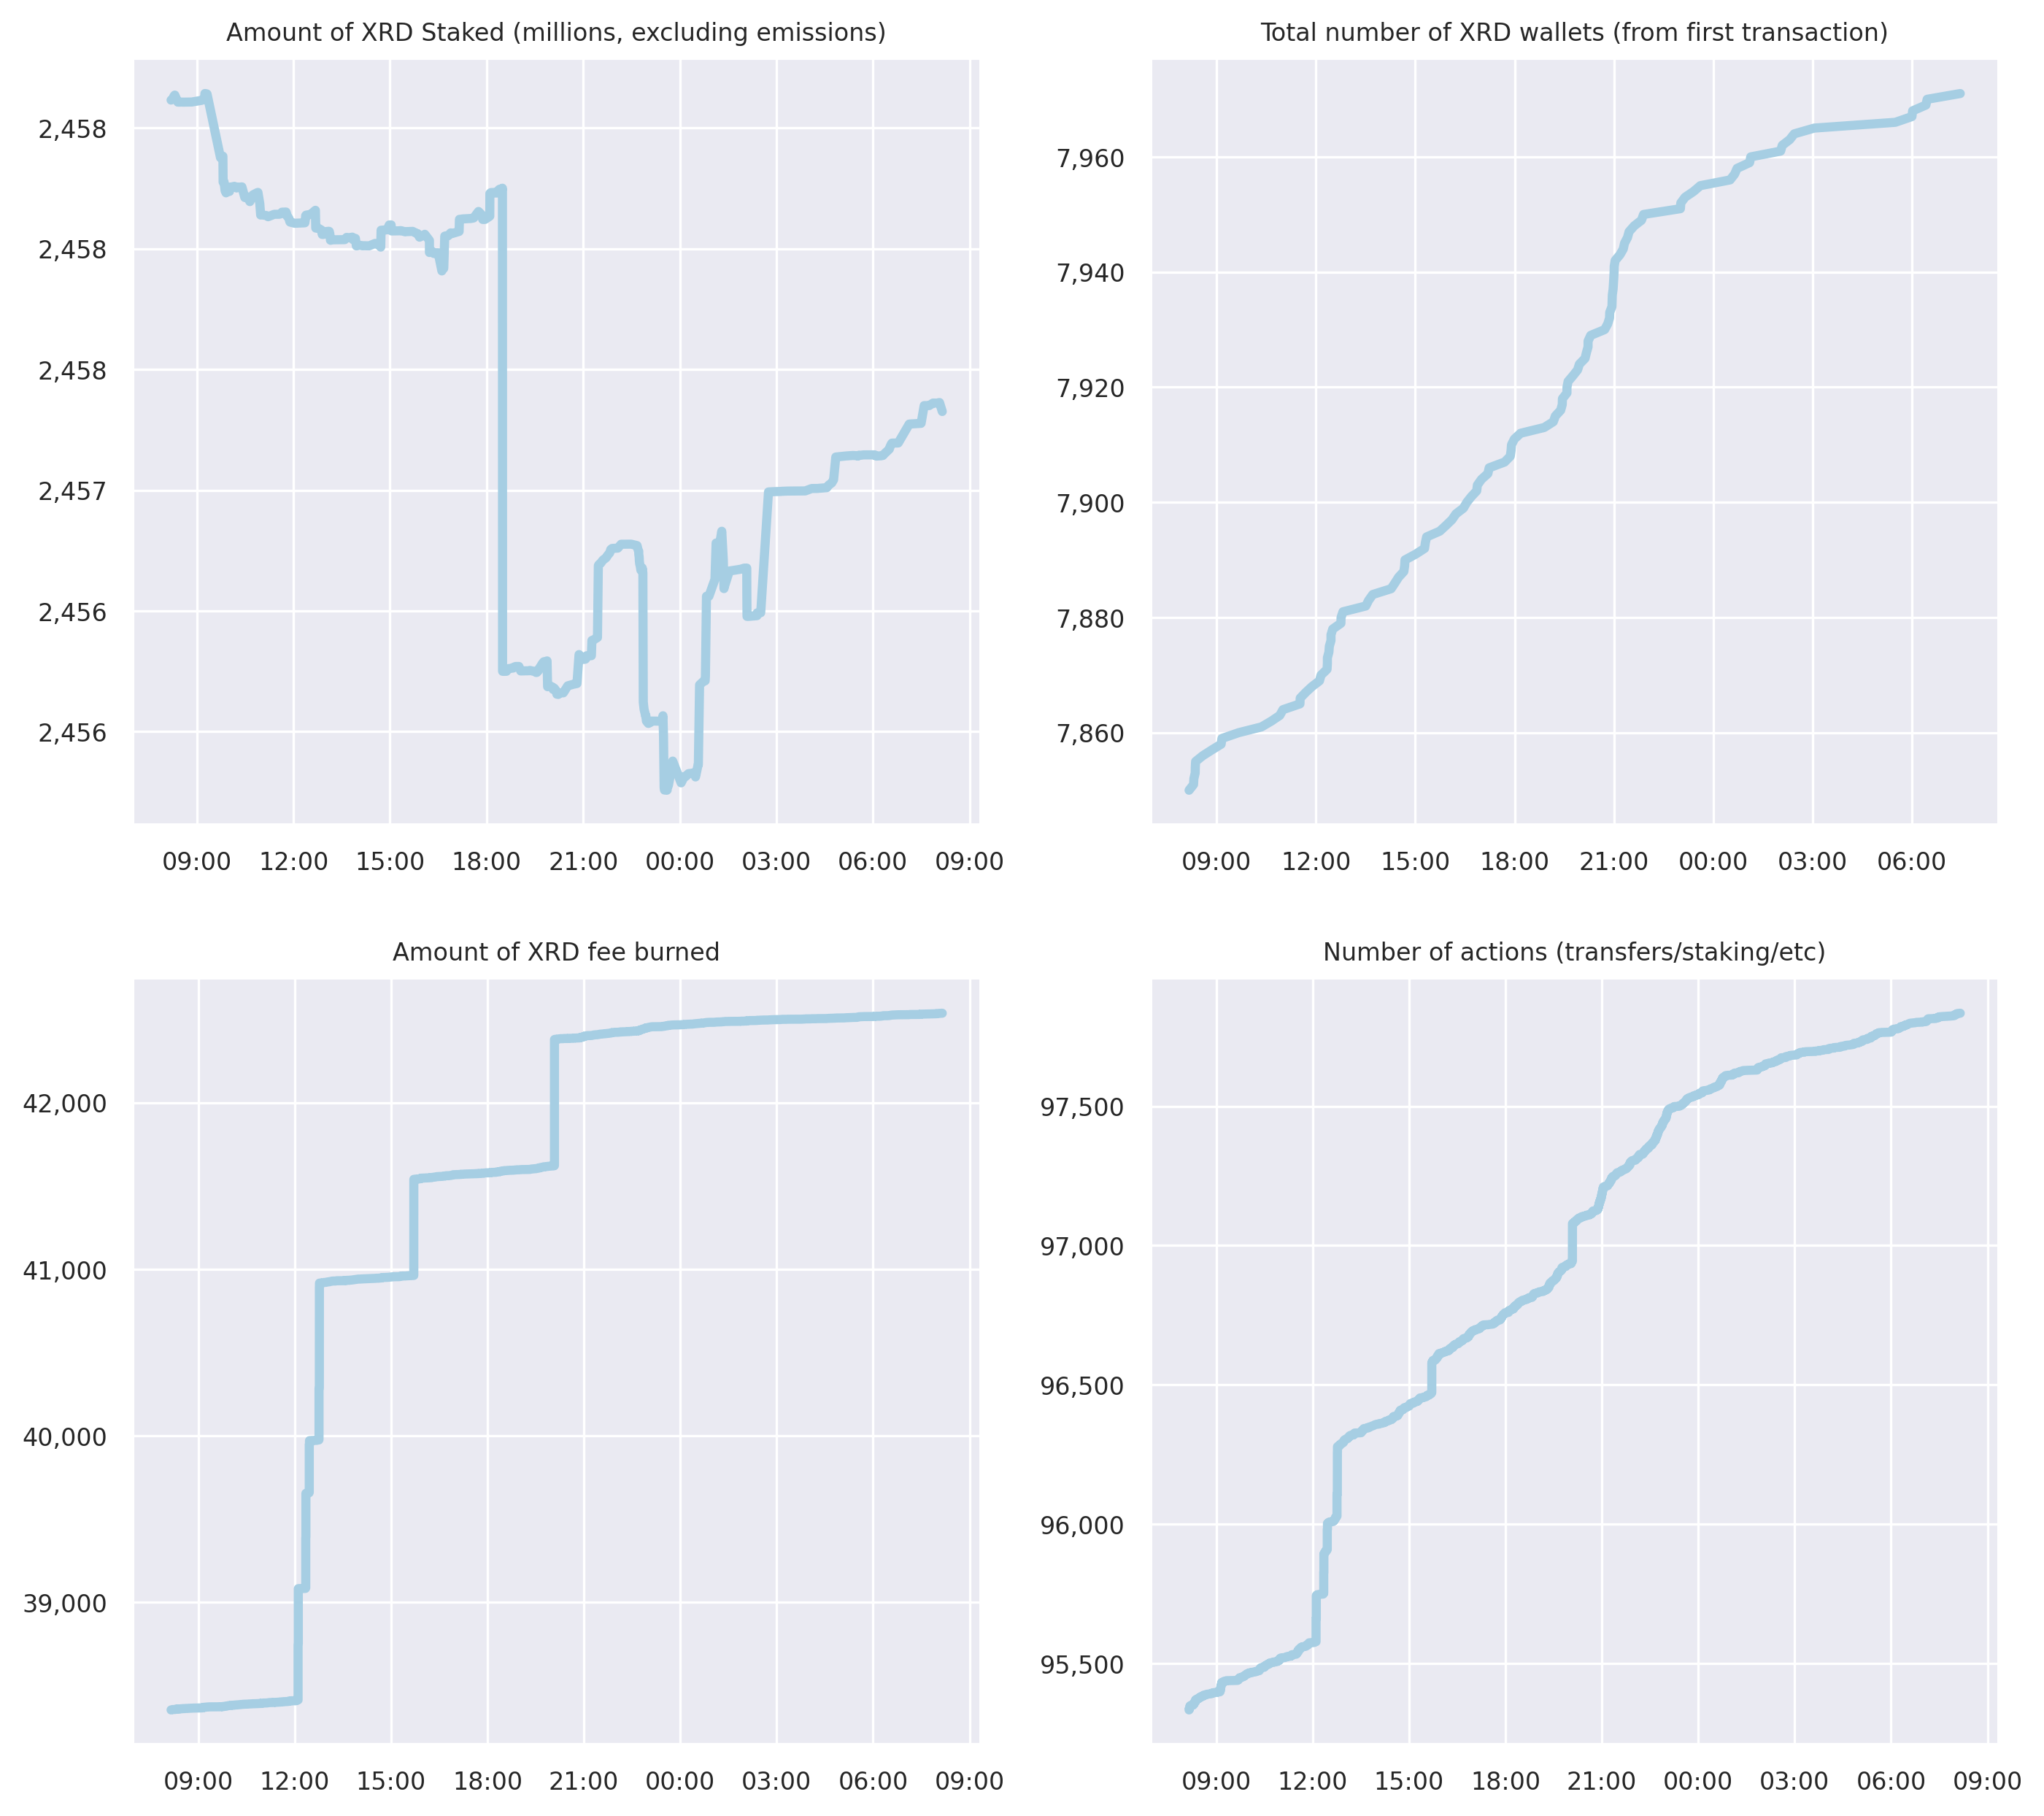 Amount of XRD Staked (millions, excluding emissions)
2,458
2,458
2,458
2,457
2,456
2,456
09:00 12:00 15:00 18:00 21:00 00:00 03:00 06:00 09:00
Total number of XRD wallets (from first transaction)
7,960
7,940
7,920
7,900
7,880
7,860
09:00 12:00 15:00 18:00 21:00 00:00 03:00 06:00
Amount of XRD fee burned
42,000
41,000
40,000
39,000
09:00 12:00 15:00 18:00 21:00 00:00 03:00 06:00 09:00
Number of actions (transfers/staking/etc)
97,500
97,000
96,500
96,000
95,500
09:00 12:00 15:00 18:00 21:00 00:00 03:00 06:00 09:00